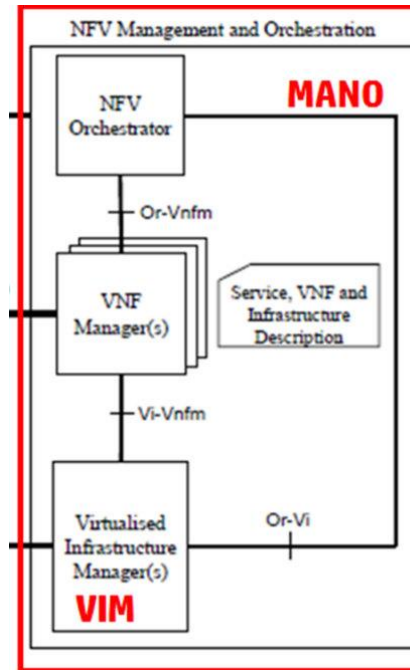 NFV Management and Orchestration
MANO
NFV
Orchestrator
Or-Vnfm
VNF
Manager(s)
Service, VNF and
Infrastructure
Description
Vi-Vnfm
Or-Vi
Virtualised
Infrastructure
Manager(s)
VIM